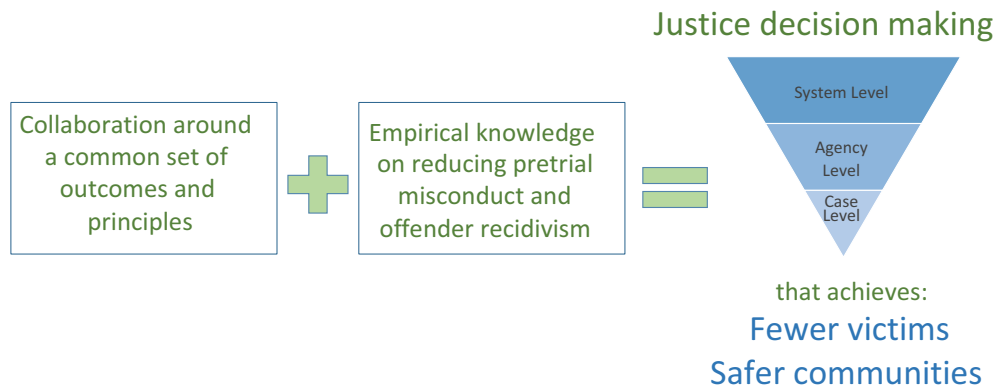 Collaboration around
a common set of
outcomes and
principles
Empirical knowledge
on reducing pretrial
misconduct and
offender recidivism
Justice decision making
System Level
Agency
Level
Case
Level
that achieves:
Fewer victims
Safer communities